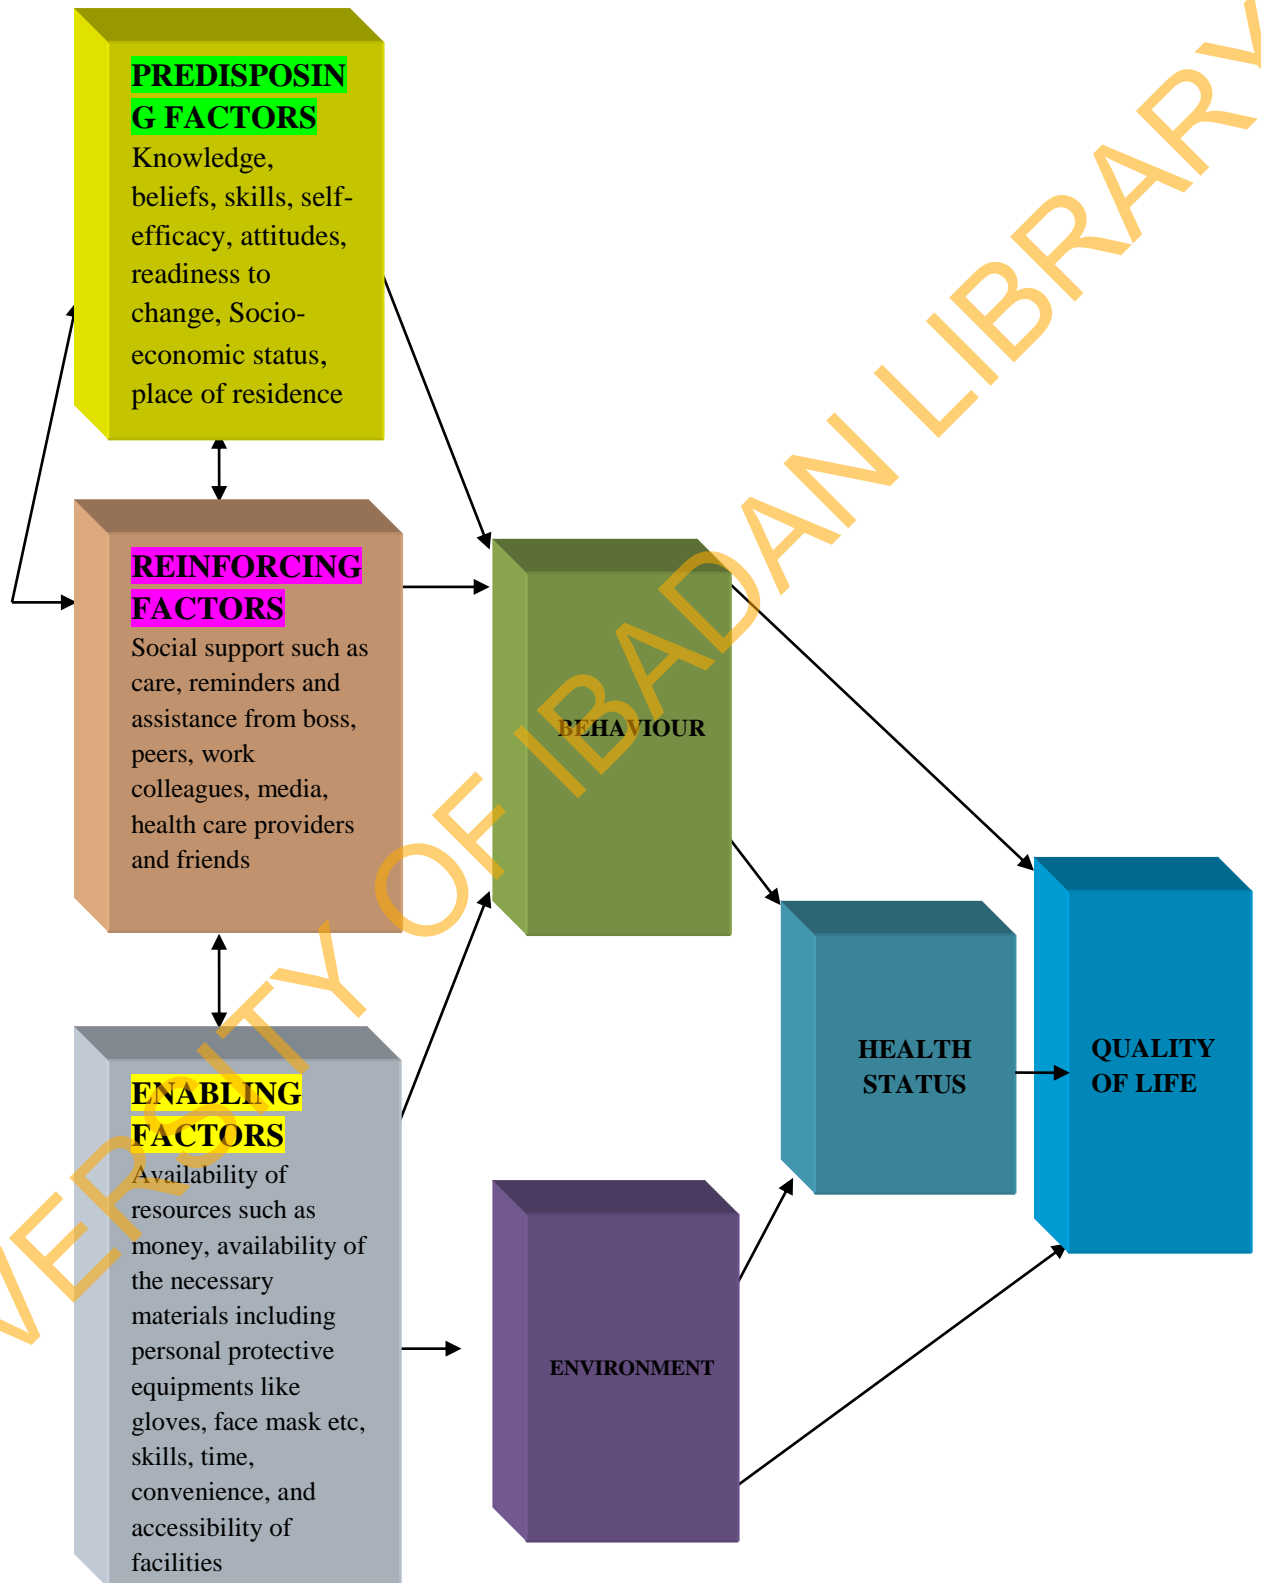 PREDISPOSIN
G FACTORS
Knowledge,
beliefs, skills, self-
efficacy, attitudes,
readiness to
change, Socio-
economic status,
place of residence
REINFORCING
FACTORS
Social support such as
care, reminders and
assistance from boss,
peers, work
colleagues, media,
health care providers
and friends
ENABLING
FACTORS
Availability of
resources such as
money, availability of
the necessary
materials including
personal protective
equipments like
gloves, face mask etc,
skills, time,
convenience, and
accessibility of
facilities
BEHAVIOUR
ENVIRONMENT
HEALTH
STATUS
QUALITY
OF LIFE
VERSITY OF IBADAN LIBRARY